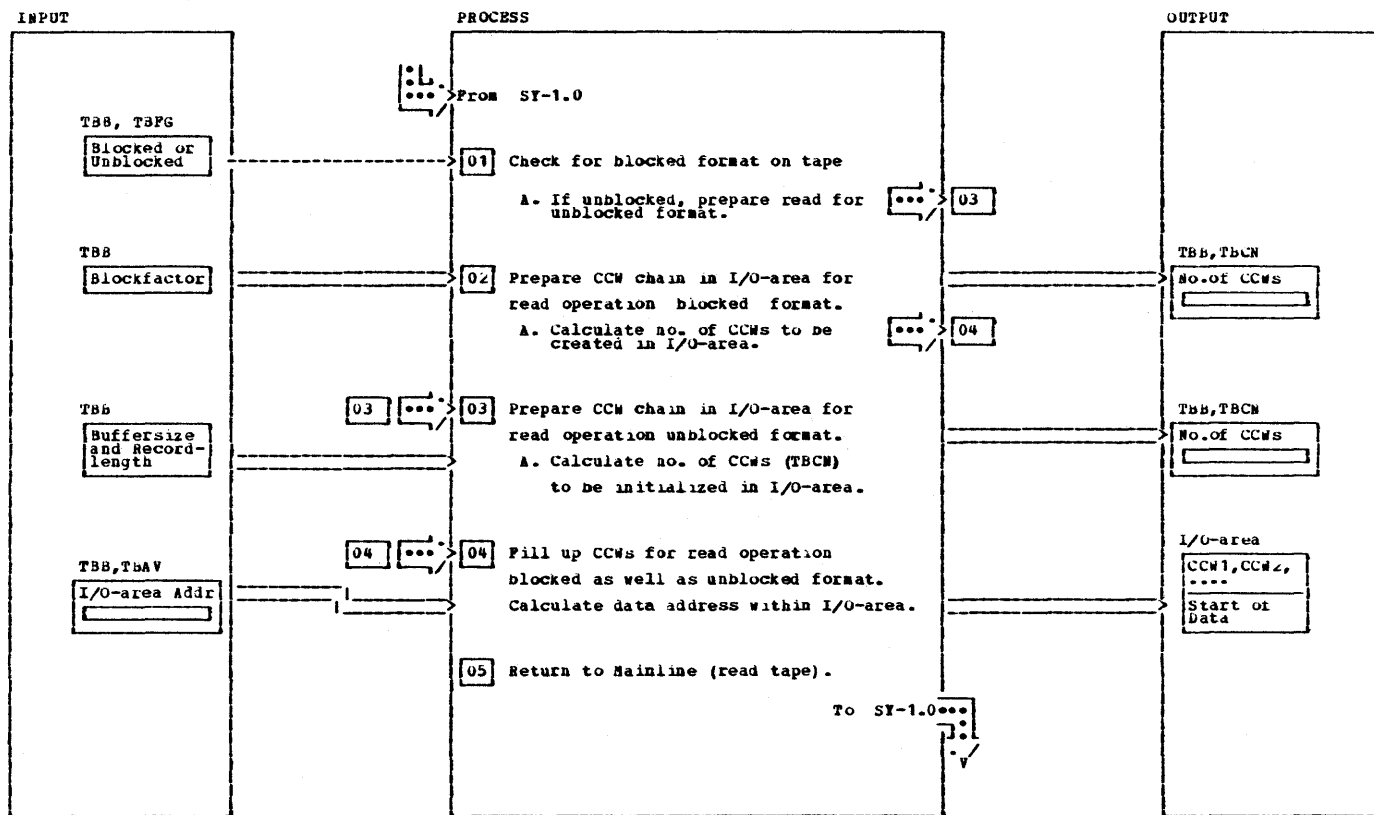 INPUT
PROCESS
OUTPUT
From SY-1.0
TBB, TBFG
Blocked or
Unblocked
01 Check for blocked format on tape
A. If unblocked, prepare read for
unblocked format.
03
TBB
Blockfactor
02 Prepare CCW chain in I/O-area for
read operation blocked format.
A. Calculate no. of CCWs to be
created in I/O-area.
04
TBB,TBCN
No.of CCWs
TBB
Buffersize
and Record-
length
03
03 Prepare CCW chain in I/O-area for
read operation unblocked format.
A. Calculate no. of CCWs (TBCN)
to be initialized in I/O-area.
TBB,TBCN
No.of CCWs
TBB,TBAV
I/O-area Addr
04
04 Fill up CCWs for read operation
blocked as well as unblocked format.
Calculate data address within I/O-area.
I/O-area
CCW1,CCW2,
....
Start of
Data
05 Return to Mainline (read tape).
To SY-1.0